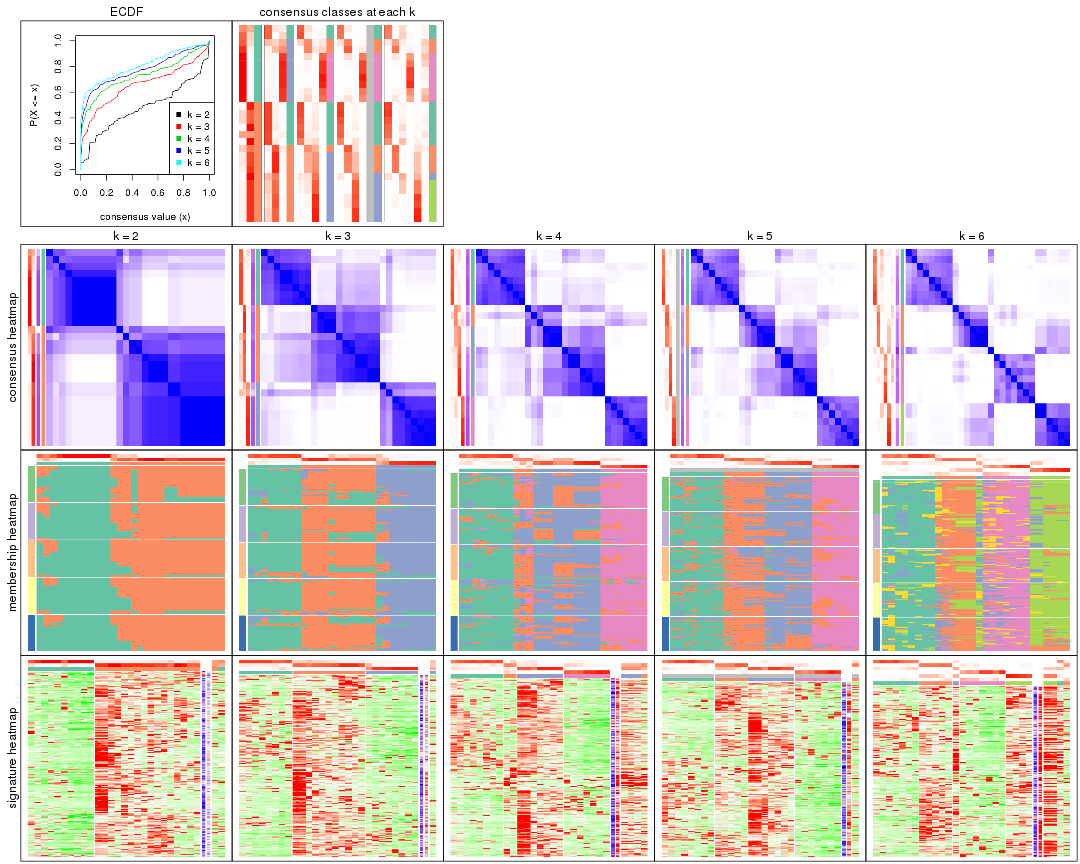 ECDF
consensus classes at each k
P(X <= x)
0.0 0.2 0.4 0.6 0.8 1.0
k = 2
k = 3
k = 4
k = 5
k = 6
0.0 0.2 0.4 0.6 0.8 1.0
consensus value (x)
k = 2 k = 3 k = 4 k = 5 k = 6
consensus heatmap
membership heatmap
signature heatmap